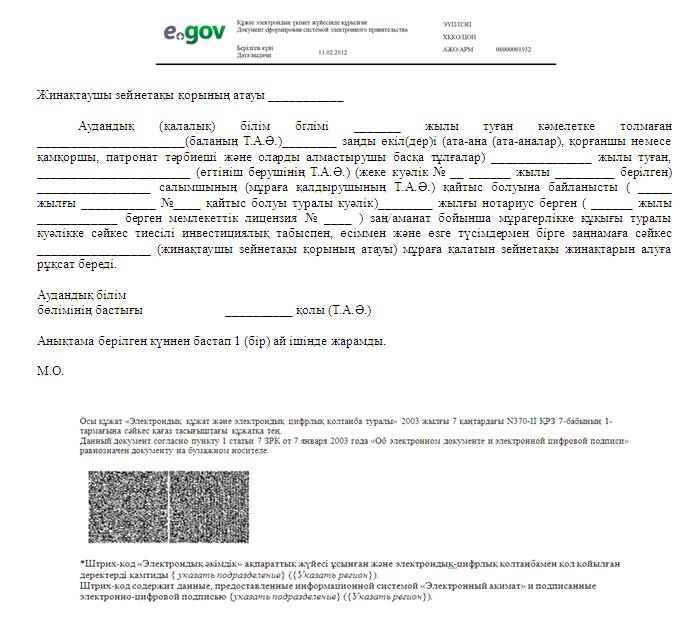 e.gov
Құжат электрондық үкімет жүйесінде құрылған
Документ сформирован системой электронного правительства
Берілген күні
Дата выдачи
13.02.2012
ЭҮП/ПЭП
ХҚКО/ЦОН
АЖО/АРМ 08000001932
Жинақтаушы зейнетақы қорының атауы ____________
Аудандық (қалалық) білім бөлімі _______ жылы туған кәмелетке толмаған
_______________________(баланың Т.А.Ә.)________ заңды өкіл(дер)і (ата-ана (ата-аналар), қорғаншы немесе
қамқоршы, патронат тәрбиеші және оларды алмастырушы басқа тұлғалар) ________________ жылы туған,
________________________ (өтініш берушінің Т.А.Ә.) (жеке куәлік № __ ______ жылы _________ берілген)
__________________ салымшының (мұраға қалдырушының Т.А.Ә.) қайтыс болуына байланысты ( _____
жылғы ____________ №____ қайтыс болуы туралы куәлік)________ жылғы нотариус берген ( ______ жылы
____________ берген мемлекеттік лицензия № ____ ) заң/аманат бойынша мұрагерлікке құқығы туралы
куәлікке сәйкес тиесілі инвестициялық табыспен, өсіммен және өзге түсімдермен бірге заңнамаға сәйкес
__________________ (жинақтаушы зейнетақы қорының атауы) мұраға қалатын зейнетақы жинақтарын алуға
рұқсат береді.
Аудандық білім
бөлімінің бастығы ___________ қолы (Т.А.Ә.)
Анықтама берілген күннен бастап 1 (бір) ай ішінде жарамды.
М.О.
Осы құжат «Электрондық құжат және электрондық цифрлық қолтаңба туралы» 2003 жылғы 7 қаңтардағы N370-II ҚРЗ 7-бабының 1-
тармағына сәйкес қағаз тасығыштағы құжатқа тең.
Данный документ согласно пункту 1 статьи 7 ЗРК от 7 января 2003 года «Об электронном документе и электронной цифровой подписи»
равнозначен документу на бумажном носителе.
*Штрих-код «Электрондық әкімдік» ақпараттық жүйесі ұсынған және электрондық-цифрлық қолтаңбамен қол қойылған
деректерді қамтиды { указать подразделение} ({Указать регион}).
Штрих-код содержит данные, предоставленные информационной системой «Электронный акимат» и подписанные
электронно-цифровой подписью {указать подразделение} ({Указать регион}).